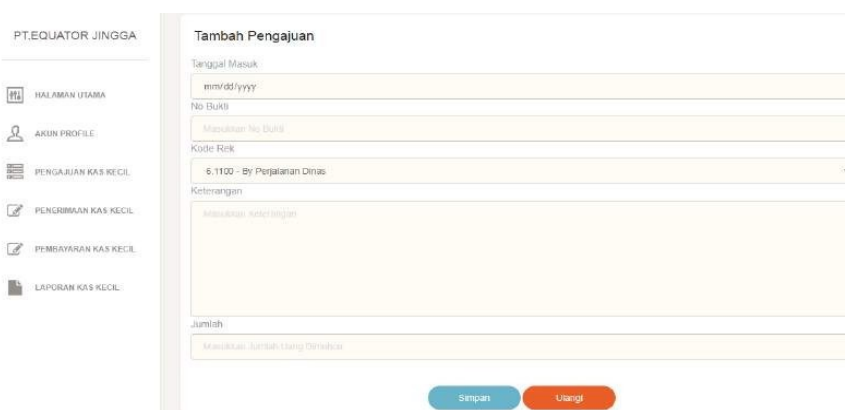 PT.EQUATOR JINGGA
HALAMAN UTAMA
AKUN PROFILE
PENGAJUAN KAS KECIL
PENERIMAAN KAS KECIL
PEMBAYARAN KAS KECIL
LAPORAN KAS KECIL
Tambah Pengajuan
Tanggal Masuk
mm/dd/yyyy
No Bukti
Masukkan No Bukti
Kode Rek
6.1100 - By Perjalanan Dinas
Keterangan
Masukkan Keterangan
Jumlah
Masukkan Jumlah Uang Dimohon
Simpan
Ulangi